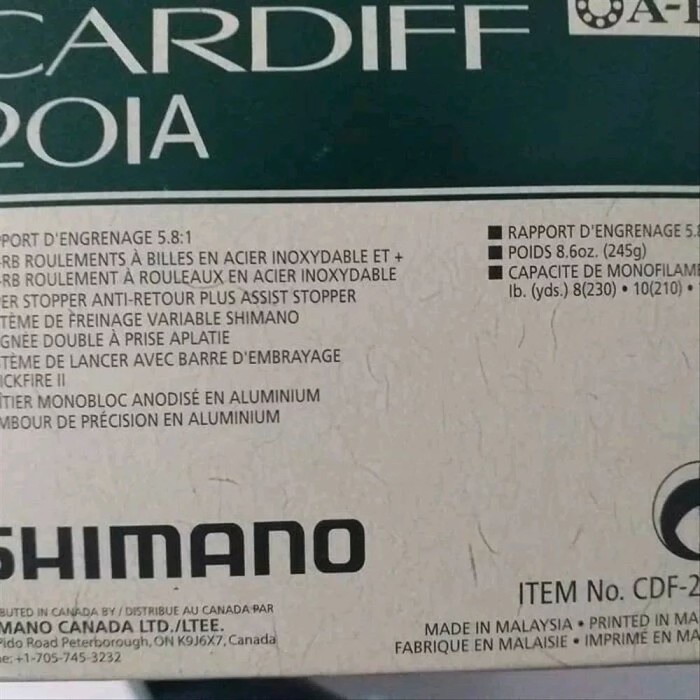 CARDIFF
201A
A-
PORT D'ENGRENAGE 5.8:1
RB ROULEMENTS À BILLES EN ACIER INOXYDABLE ET +
RB ROULEMENT À ROULEAUX EN ACIER INOXYDABLE
ER STOPPER ANTI-RETOUR PLUS ASSIST STOPPER
TÈME DE FREINAGE VARIABLE SHIMANO
GNÉE DOUBLE À PRISE APLATIE
TÈME DE LANCER AVEC BARRE D'EMBRAYAGE
ICKFIRE II
ÎTIER MONOBLOC ANODISÉ EN ALUMINIUM
MBOUR DE PRÉCISION EN ALUMINIUM
■ RAPPORT D'ENGRENAGE 5.8
■ POIDS 8.6oz. (245g)
■ CAPACITE DE MONOFILAM
lb. (yds.) 8(230) • 10(210) •
SHIMANO
ITEM No. CDF-2
BUTED IN CANADA BY / DISTRIBUE AU CANADA PAR
MANO CANADA LTD./LTEE.
Pido Road Peterborough, ON K9J6X7, Canada
e: +1-705-745-3232
MADE IN MALAYSIA • PRINTED IN MA
FABRIQUE EN MALAISIE • IMPRIMÉ EN MA